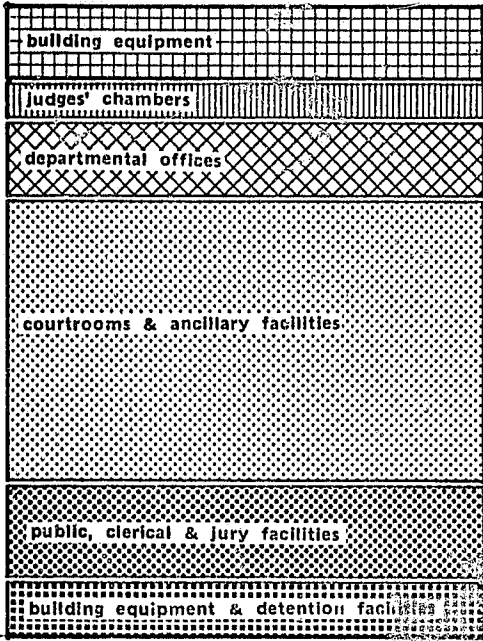 building equipment
judges' chambers
departmental offices
courtrooms & ancillary facilities
public, clerical & jury facilities
building equipment & detention facilities